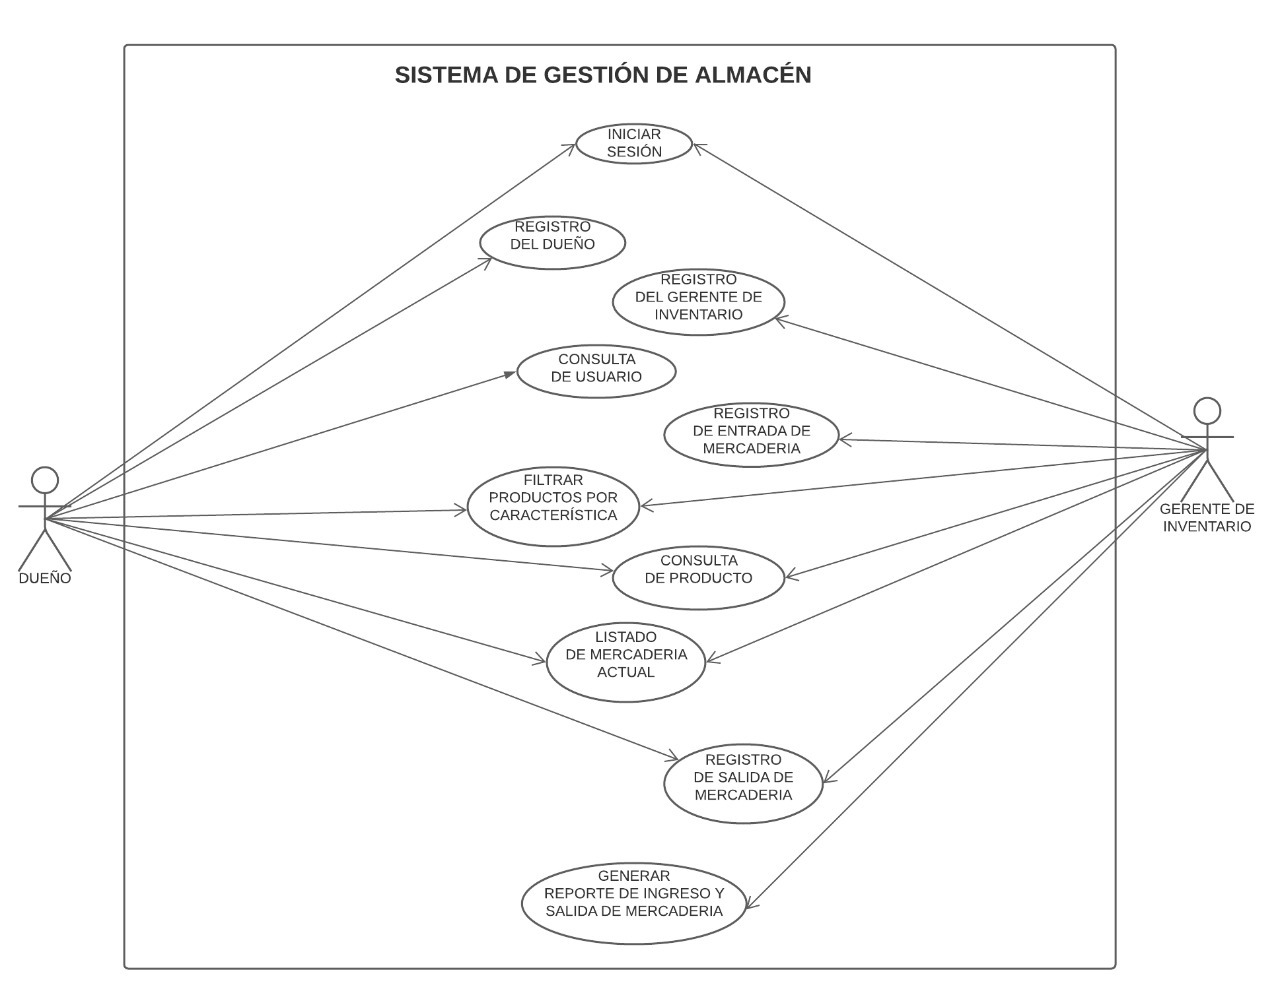 SISTEMA DE GESTIÓN DE ALMACÉN
INICIAR
SESIÓN
REGISTRO
DEL DUEÑO
REGISTRO
DEL GERENTE DE
INVENTARIO
CONSULTA
DE USUARIO
REGISTRO
DE ENTRADA DE
MERCADERIA
FILTRAR
PRODUCTOS POR
CARACTERÍSTICA
GERENTE DE
INVENTARIO
DUEÑO
CONSULTA
DE PRODUCTO
LISTADO
DE MERCADERIA
ACTUAL
REGISTRO
DE SALIDA DE
MERCADERIA
GENERAR
REPORTE DE INGRESO Y
SALIDA DE MERCADERIA